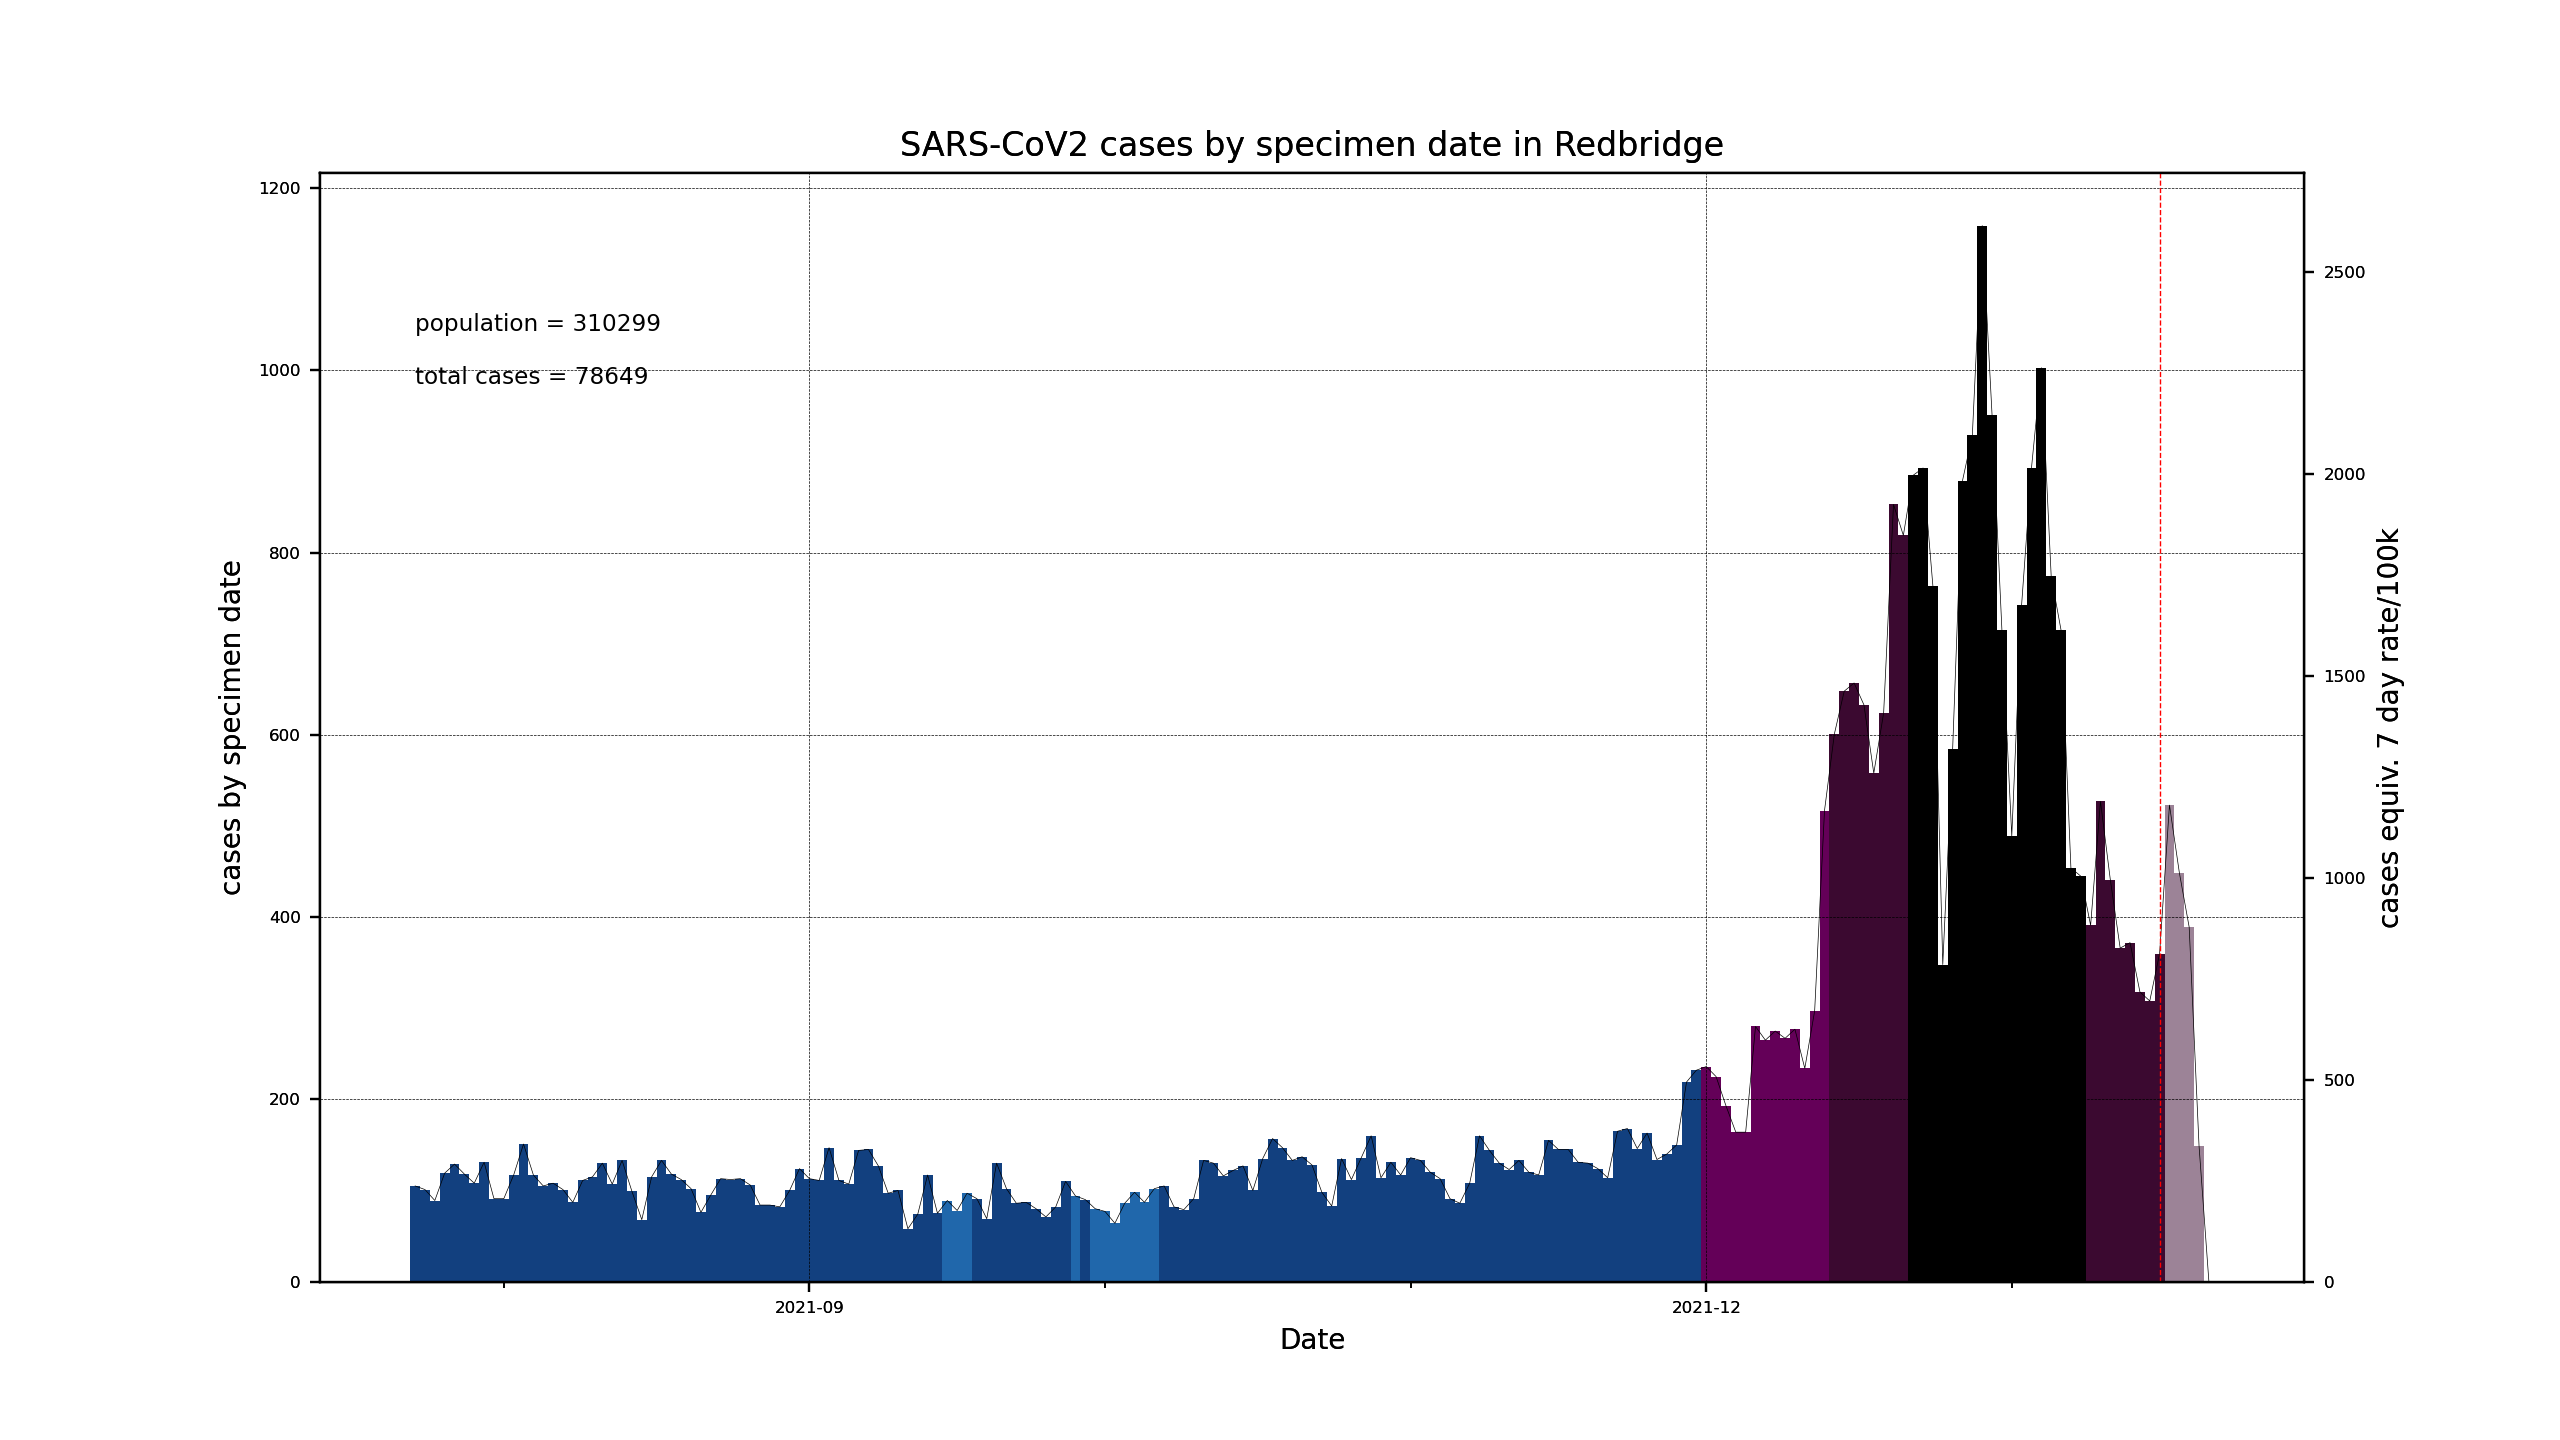 SARS-CoV2 cases by specimen date in Redbridge
1200
1000
800
600
400
200
0
cases by specimen date
population = 310299
total cases = 78649
2500
2000
1500
1000
500
0
cases equiv. 7 day rate/100k
2021-09
2021-12
Date